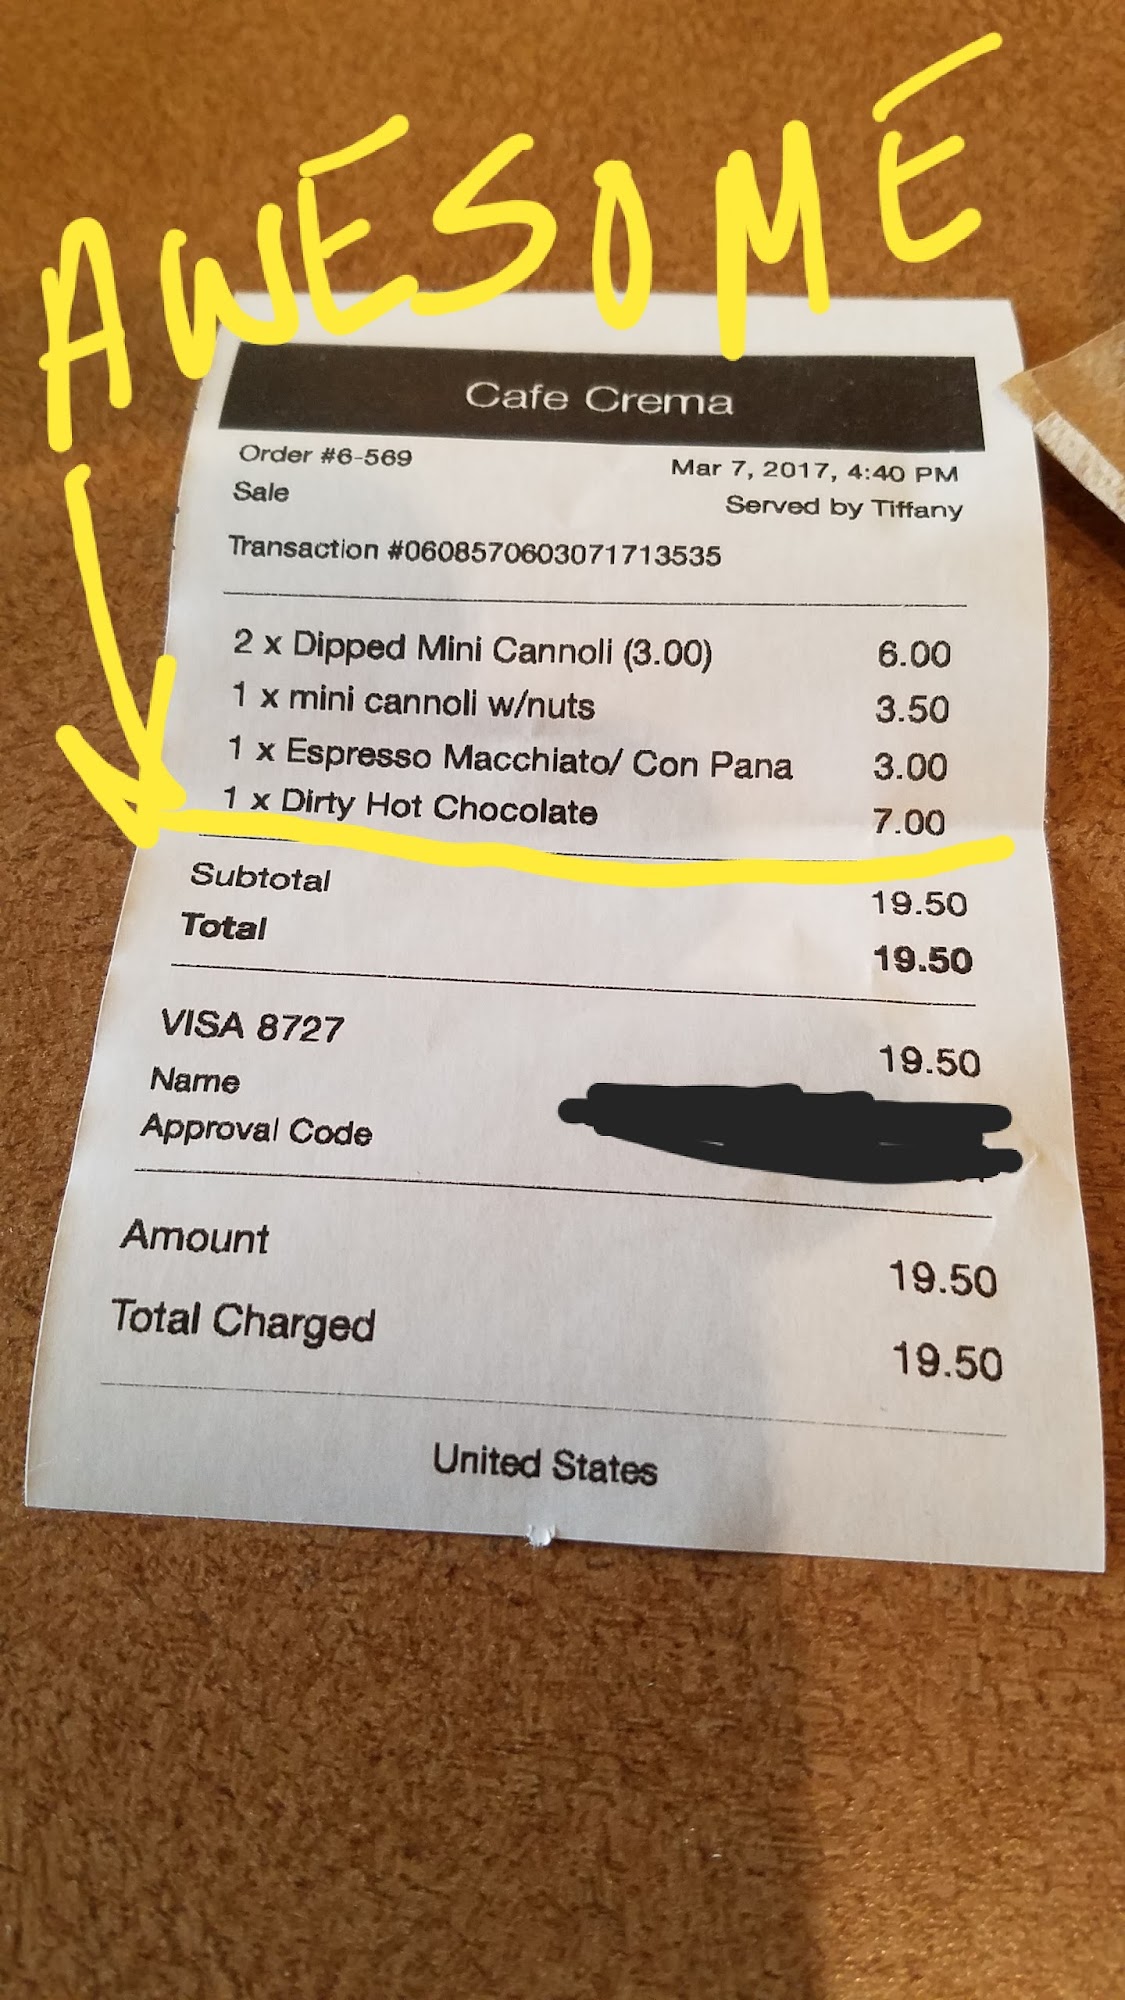 AWESOME
Cafe Crema
Order #6-569
Mar 7, 2017, 4:40 PM
Sale
Served by Tiffany
Transaction #0608570603071713535
2 x Dipped Mini Cannoli (3.00) 6.00
1 x mini cannoli w/nuts 3.50
1 x Espresso Macchiato/ Con Pana 3.00
1 x Dirty Hot Chocolate 7.00
Subtotal 19.50
Total 19.50
VISA 8727 19.50
Name
Approval Code
Amount 19.50
Total Charged 19.50
United States